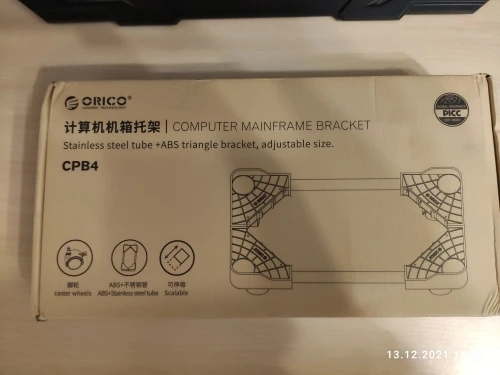 ORICO®
计算机机箱托架 | COMPUTER MAINFRAME BRACKET
Stainless steel tube +ABS triangle bracket, adjustable size.
CPB4
PICC
脚轮
caster wheels
ABS+不锈钢管
ABS+Stainless steel tube
可伸缩
Scalable
13.12.2021